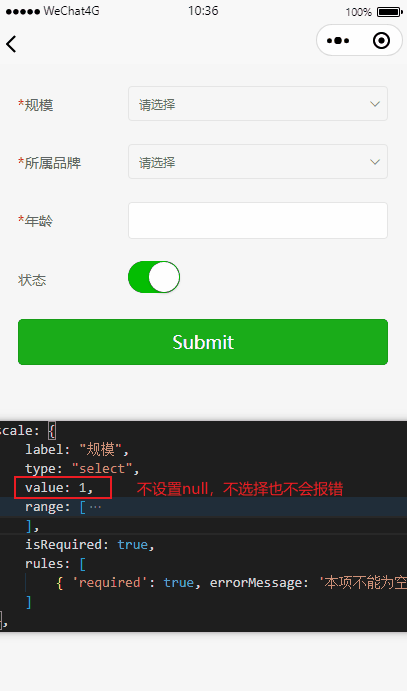 ●●●●● WeChat4G 10:36 100%
*规模 请选择
*所属品牌 请选择
*年龄
状态
Submit
scale: {
label: "规模",
type: "select",
value: 1, 不设置null，不选择也不会报错
range: [ ···
],
isRequired: true,
rules: [
{ 'required': true, errorMessage: '本项不能为空
]
},